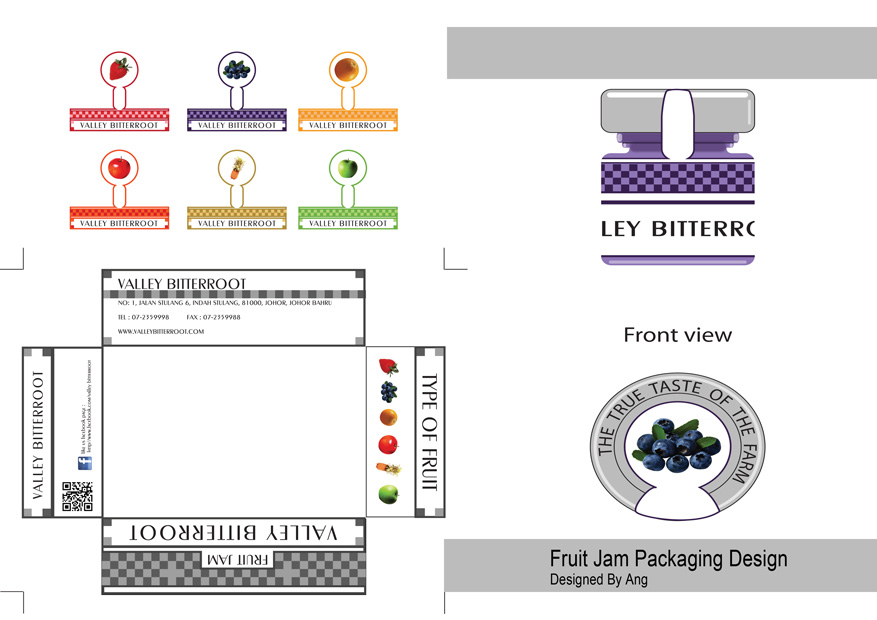 VALLEY BITTERROOT
VALLEY BITTERROOT
VALLEY BITTERROOT
VALLEY BITTERROOT
VALLEY BITTERROOT
VALLEY BITTERROOT
VALLEY BITTERROOT
NO: 1, JALAN STULANG 6, INDAH STULANG, 81000, JOHOR, JOHOR BAHRU
TEL : 07-2359998 FAX : 07-2359988
WWW.VALLEYBITTERROOT.COM
VALLEY BITTERROOT
like us facebook page :
http://www.facebook.com/valley bitterroot
TYPE OF FRUIT
VALLEY BITTERROOT
FRUIT JAM
LEY BITTERRO
Front view
THE TRUE TASTE OF THE FARM
Fruit Jam Packaging Design
Designed By Ang